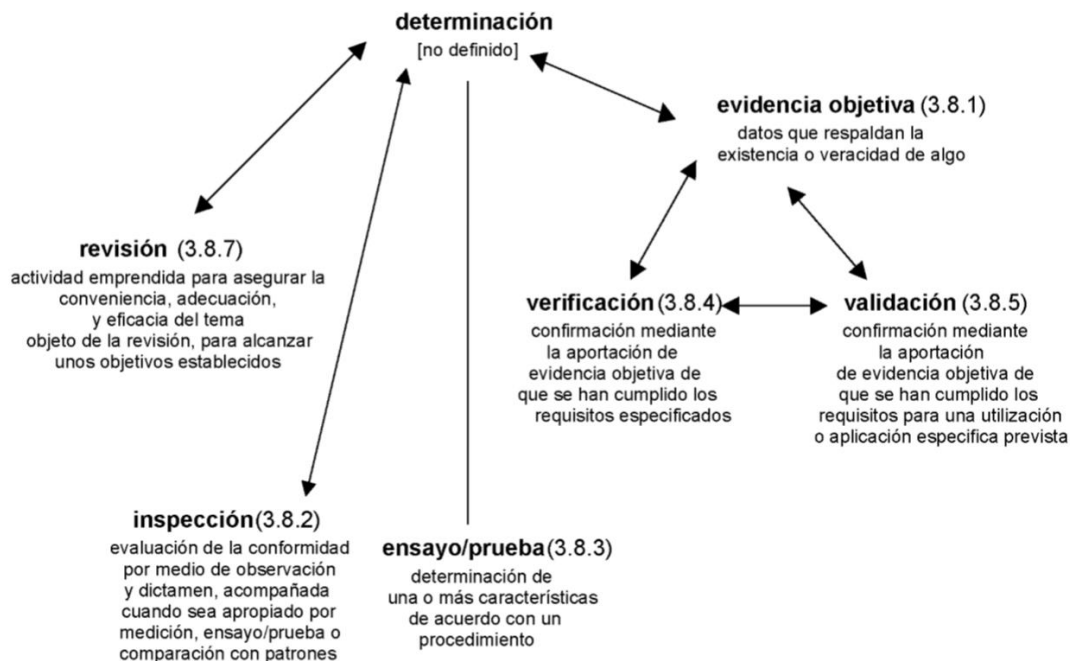 determinación
[no definido]
evidencia objetiva (3.8.1)
datos que respaldan la
existencia o veracidad de algo
revisión (3.8.7)
actividad emprendida para asegurar la
conveniencia, adecuación,
y eficacia del tema
objeto de la revisión, para alcanzar
unos objetivos establecidos
verificación (3.8.4)
confirmación mediante
la aportación de
evidencia objetiva de
que se han cumplido los
requisitos especificados
validación (3.8.5)
confirmación mediante
la aportación
de evidencia objetiva de
que se han cumplido los
requisitos para una utilización
o aplicación especifica prevista
inspección(3.8.2)
evaluación de la conformidad
por medio de observación
y dictamen, acompañada
cuando sea apropiado por
medición, ensayo/prueba o
comparación con patrones
ensayo/prueba(3.8.3)
determinación de
una o más características
de acuerdo con un
procedimiento